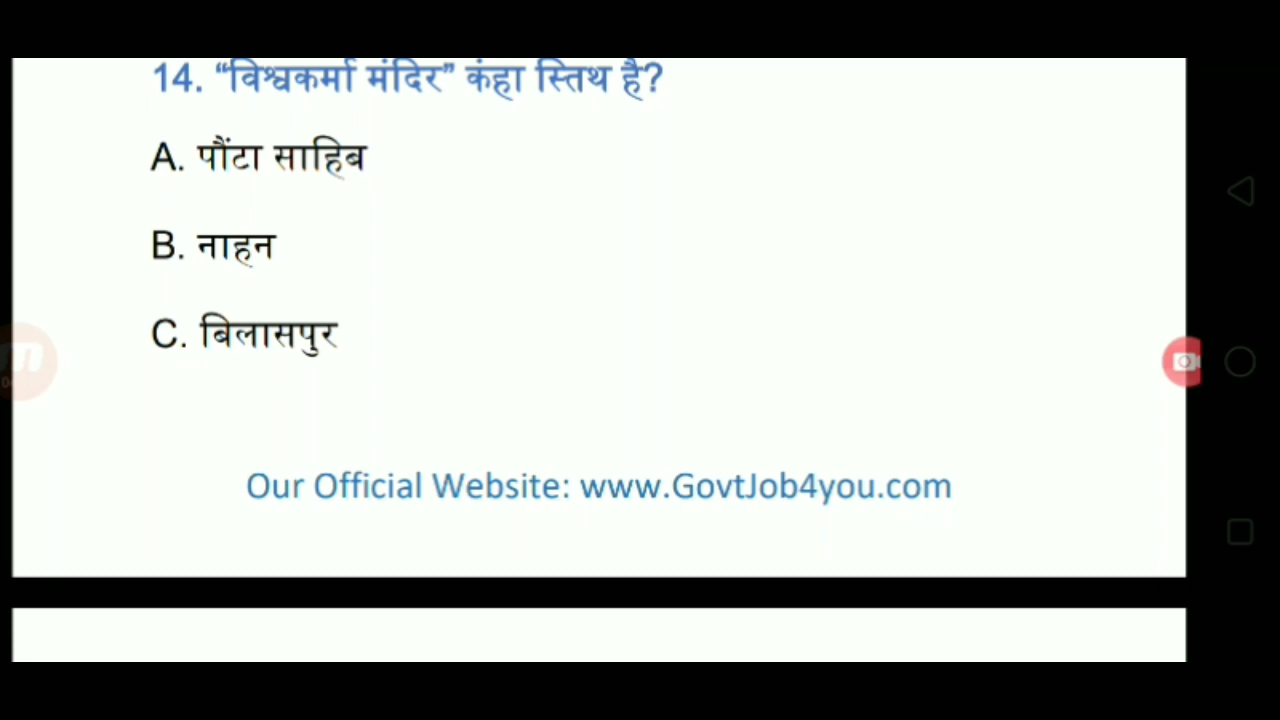 14. “विश्वकर्मा मंदिर” कंहा स्तिथ है?
A. पौंटा साहिब
B. नाहन
C. बिलासपुर
Our Official Website: www.GovtJob4you.com